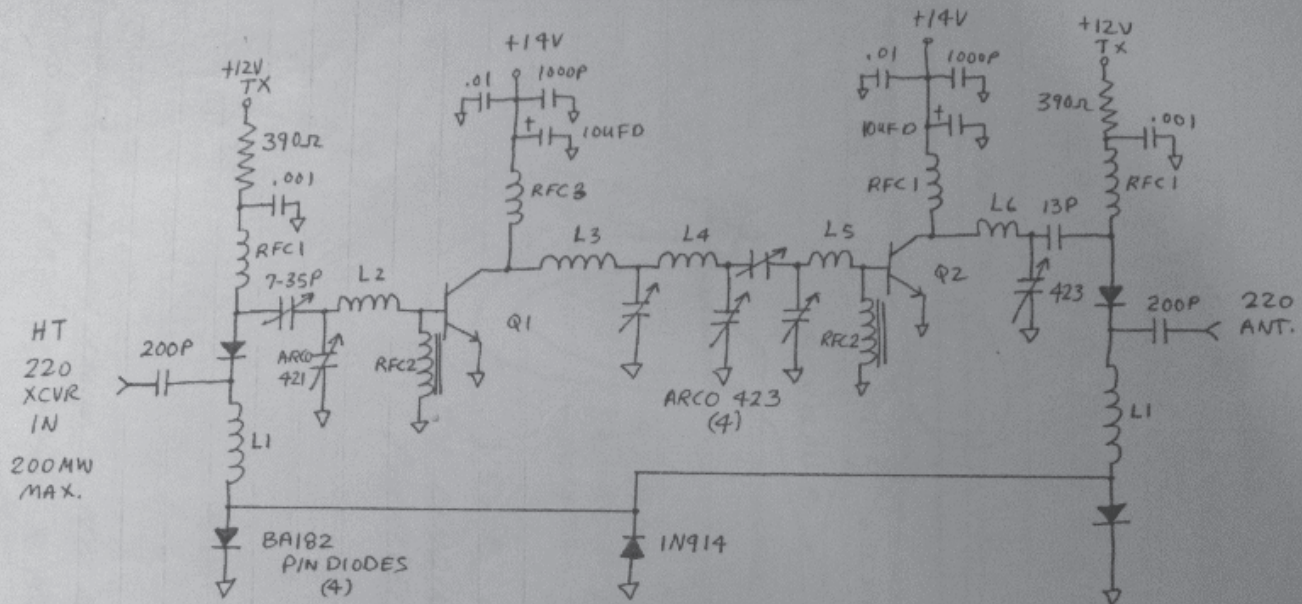 +12V
TX
390Ω
.001
RFC1
7-35P
L2
ARCO
421
RFC2
Q1
HT
220
XCVR
IN
200MW
MAX.
200P
L1
BA182
PIN DIODES
(4)
+14V
.01
1000P
+
10UFD
RFC3
L3
L4
L5
ARCO 423
(4)
1N914
+14V
.01
1000P
+
10UFD
RFC1
RFC2
Q2
L6
13P
423
+12V
TX
390Ω
.001
RFC1
200P
220
ANT.
L1